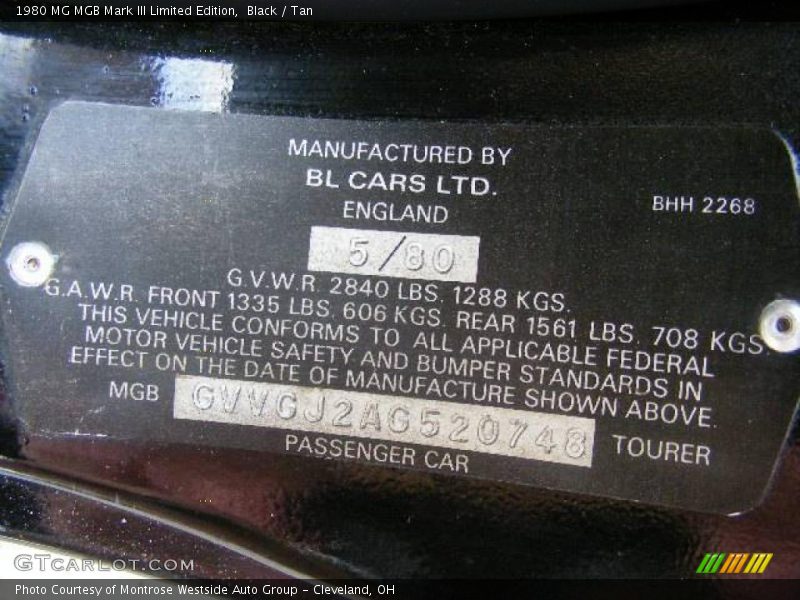 1980 MG MGB Mark III Limited Edition,  Black / Tan
MANUFACTURED BY
BL CARS LTD.
ENGLAND
BHH 2268
5/80
G.V.W.R. 2840 LBS. 1288 KGS.
G.A.W.R. FRONT 1335 LBS. 606 KGS. REAR 1561 LBS. 708 KGS.
THIS VEHICLE CONFORMS TO ALL APPLICABLE FEDERAL
MOTOR VEHICLE SAFETY AND BUMPER STANDARDS IN
EFFECT ON THE DATE OF MANUFACTURE SHOWN ABOVE.
MGB GVVGJ2AG520748 TOURER
PASSENGER CAR
GTCARLOT.COM
Photo Courtesy of Montrose Westside Auto Group - Cleveland, OH